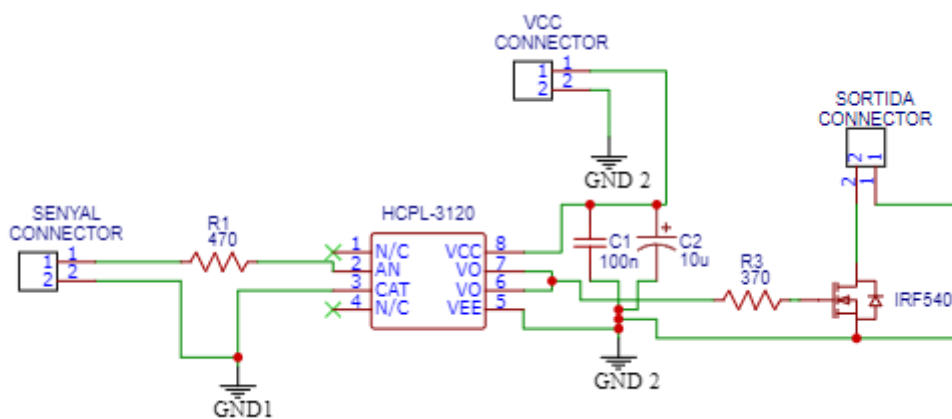 VCC
CONNECTOR
1
2
1
2
GND 2
SORTIDA
CONNECTOR
2
1
2
1
SENYAL
CONNECTOR
1
2
1
2
R1
470
HCPL-3120
1
N/C
2
AN
3
CAT
4
N/C
VCC
8
VO
7
VO
6
VEE
5
C1
100n
+
C2
10u
R3
370
IRF540
GND1
GND 2